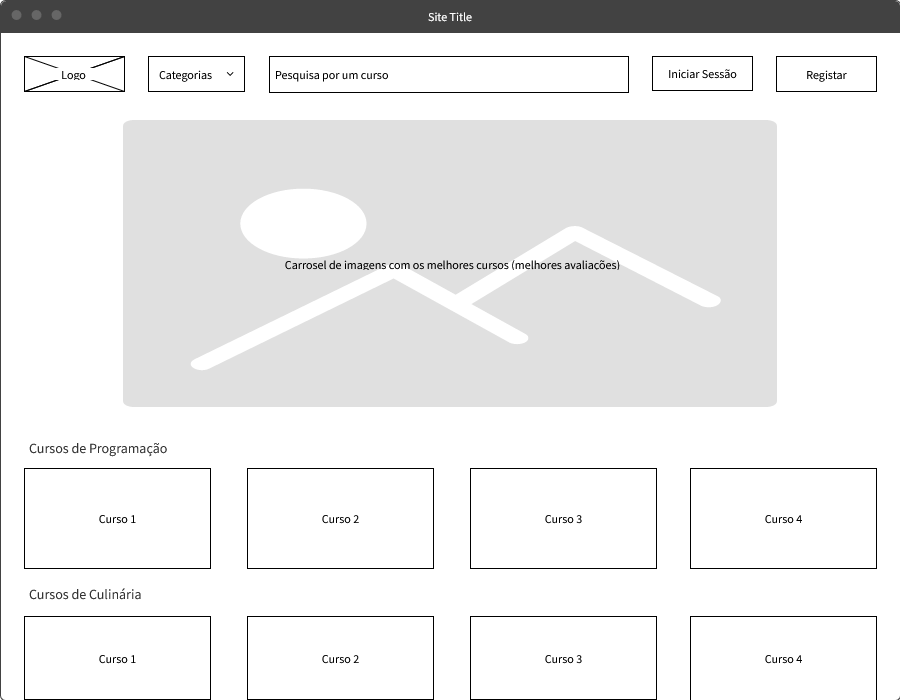 Site Title
Logo
Categorias
Pesquisa por um curso
Iniciar Sessão
Registar
Carrosel de imagens com os melhores cursos (melhores avaliações)
Cursos de Programação
Curso 1
Curso 2
Curso 3
Curso 4
Cursos de Culinária
Curso 1
Curso 2
Curso 3
Curso 4